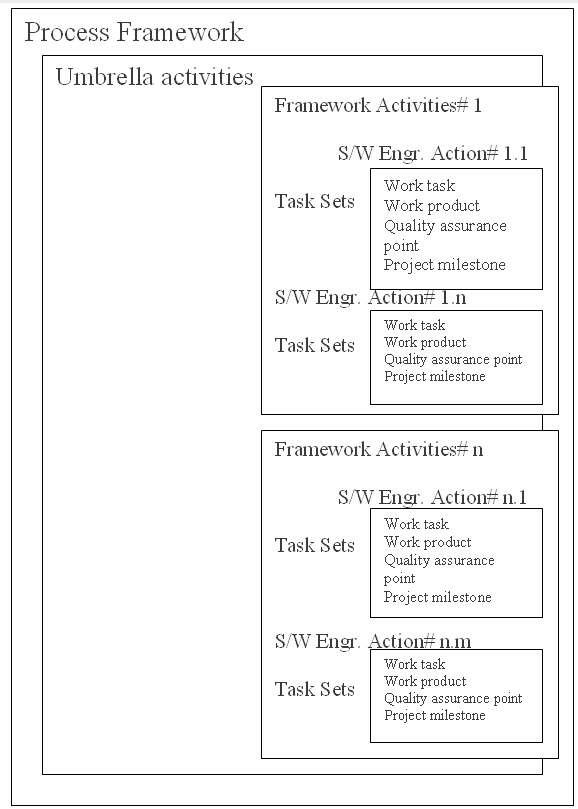 Process Framework
Umbrella activities
Framework Activities# 1
S/W Engr. Action# 1.1
Task Sets
Work task
Work product
Quality assurance
point
Project milestone
S/W Engr. Action# 1.n
Task Sets
Work task
Work product
Quality assurance point
Project milestone
Framework Activities# n
S/W Engr. Action# n.1
Task Sets
Work task
Work product
Quality assurance
point
Project milestone
S/W Engr. Action# n.m
Task Sets
Work task
Work product
Quality assurance point
Project milestone